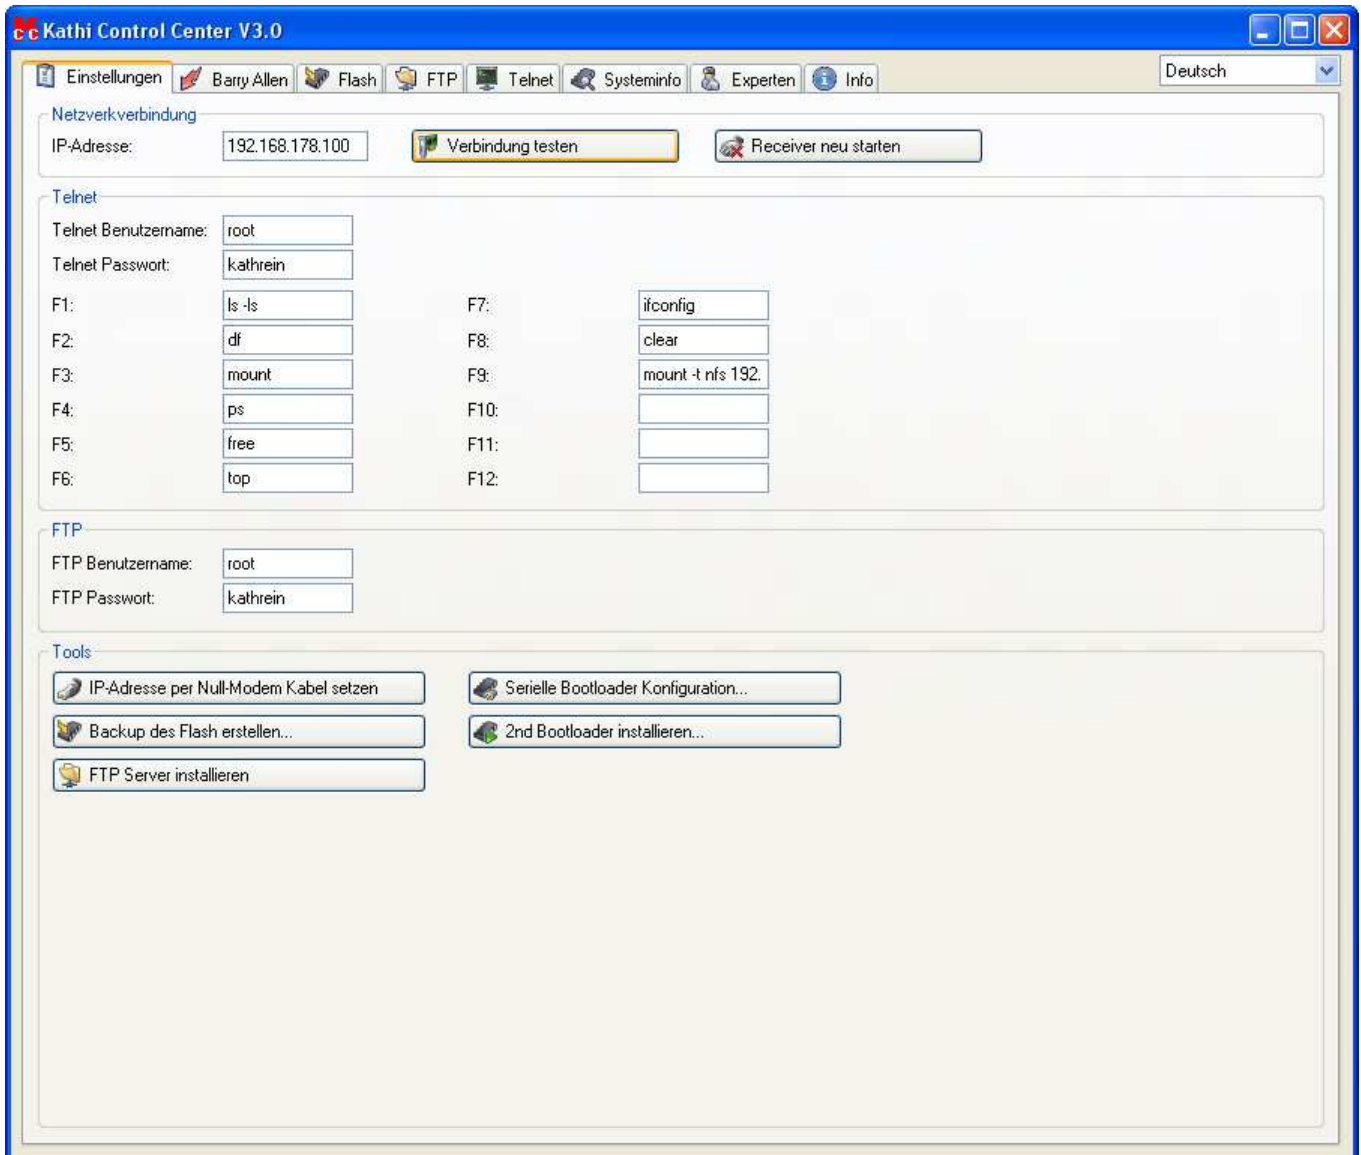 Kathi Control Center V3.0
Einstellungen Barry Allen Flash FTP Telnet Systeminfo Experten Info Deutsch
Netzverkverbindung
IP-Adresse: 192.168.178.100 Verbindung testen Receiver neu starten
Telnet
Telnet Benutzername: root
Telnet Passwort: kathrein
F1: ls -ls F7: ifconfig
F2: df F8: clear
F3: mount F9: mount -t nfs 192.
F4: ps F10:
F5: free F11:
F6: top F12:
FTP
FTP Benutzername: root
FTP Passwort: kathrein
Tools
IP-Adresse per Null-Modem Kabel setzen Serielle Bootloader Konfiguration...
Backup des Flash erstellen... 2nd Bootloader installieren...
FTP Server installieren